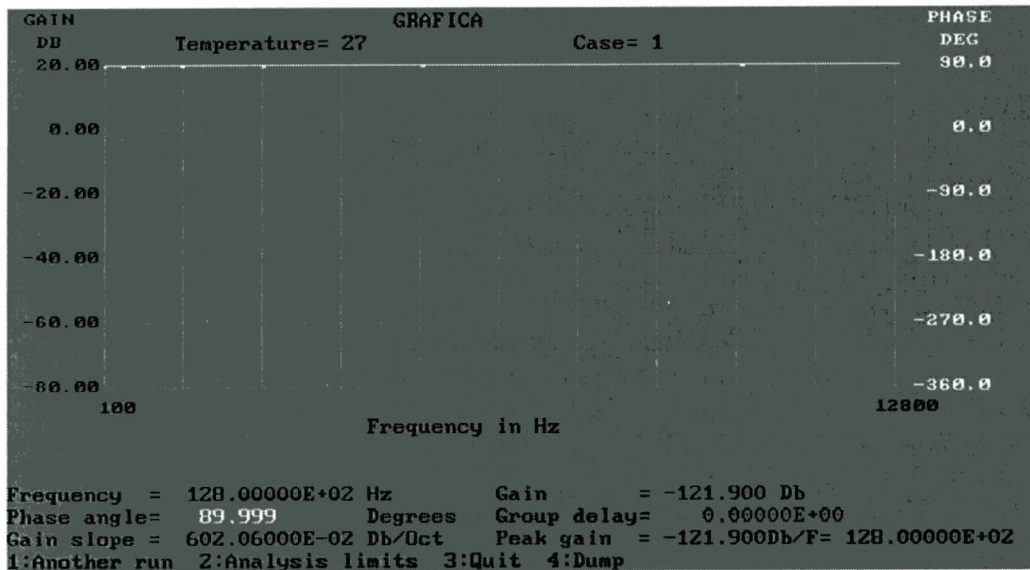 GAIN GRAFICA PHASE
DB Temperature= 27 Case= 1 DEG
20.00 90.0
0.00 0.0
-20.00 -90.0
-40.00 -180.0
-60.00 -270.0
-80.00 -360.0
100 12800
Frequency in Hz
Frequency = 128.00000E+02 Hz Gain = -121.900 Db
Phase angle= 89.999 Degrees Group delay= 0.00000E+00
Gain slope = 602.06000E-02 Db/Oct Peak gain = -121.900Db/F= 128.00000E+02
1:Another run 2:Analysis limits 3:Quit 4:Dump